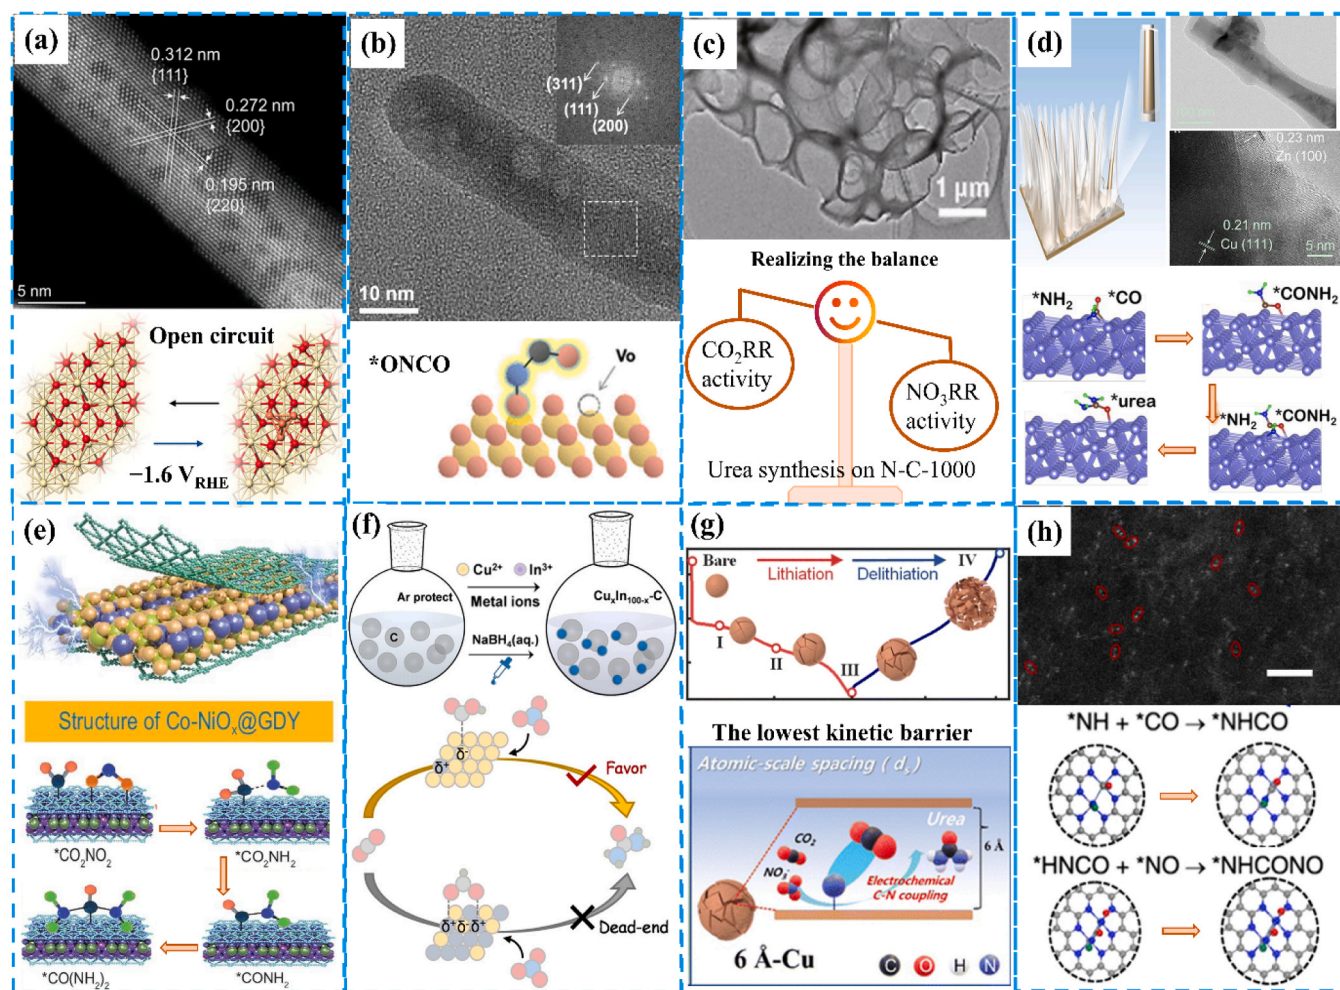 (a)
0.312 nm
{111}
0.272 nm
{200}
0.195 nm
{220}
5 nm
Open circuit
−1.6 V_RHE
(b)
(311)
(111)
(200)
10 nm
*ONCO
Vo
(c)
1 µm
Realizing the balance
CO₂RR
activity
NO₃RR
activity
Urea synthesis on N-C-1000
(d)
100 nm
0.23 nm
Zn (100)
0.21 nm
Cu (111)
5 nm
*NH₂
*CO
*CONH₂
*urea
*NH₂
*CONH₂
(e)
Structure of Co-NiOₓ@GDY
*CO₂NO₂
*CO₂NH₂
*CO(NH₂)₂
*CONH₂
(f)
Ar protect
C
Cu²⁺
In³⁺
Metal ions
NaBH₄(aq.)
CuₓIn₁₀₀₋ₓ-C
δ⁺
δ⁻
Favor
δ⁺ δ⁻ δ⁺
Dead-end
(g)
Bare
Lithiation
Delithiation
IV
I
II
III
The lowest kinetic barrier
Atomic-scale spacing (dₛ)
CO₂
NO₃⁻
Urea
6 Å
Electrochemical
C-N coupling
6 Å-Cu
C
O
H
N
(h)
*NH + *CO → *NHCO
*HNCO + *NO → *NHCONO